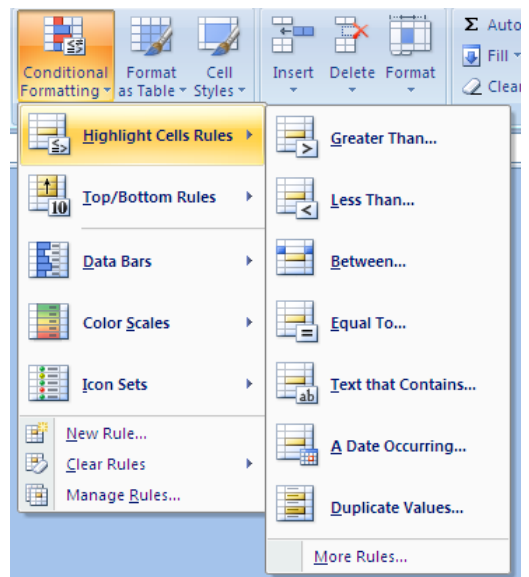 Σ Auto
Conditional Formatting
Format as Table
Cell Styles
Insert
Delete
Format
Fill
Clear
Highlight Cells Rules
Top/Bottom Rules
10
Data Bars
Color Scales
Icon Sets
New Rule...
Clear Rules
Manage Rules...
Greater Than...
>
Less Than...
<
Between...
Equal To...
=
Text that Contains...
ab
A Date Occurring...
Duplicate Values...
More Rules...